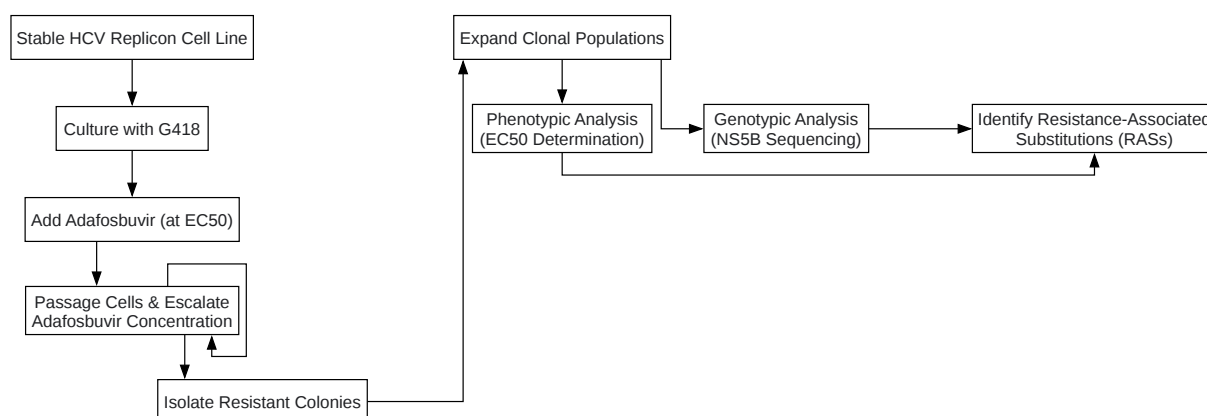 Stable HCV Replicon Cell Line
Culture with G418
Add Adafosbuvir (at EC50)
Passage Cells & Escalate
Adafosbuvir Concentration
Isolate Resistant Colonies
Expand Clonal Populations
Phenotypic Analysis
(EC50 Determination)
Genotypic Analysis
(NS5B Sequencing)
Identify Resistance-Associated
Substitutions (RASs)